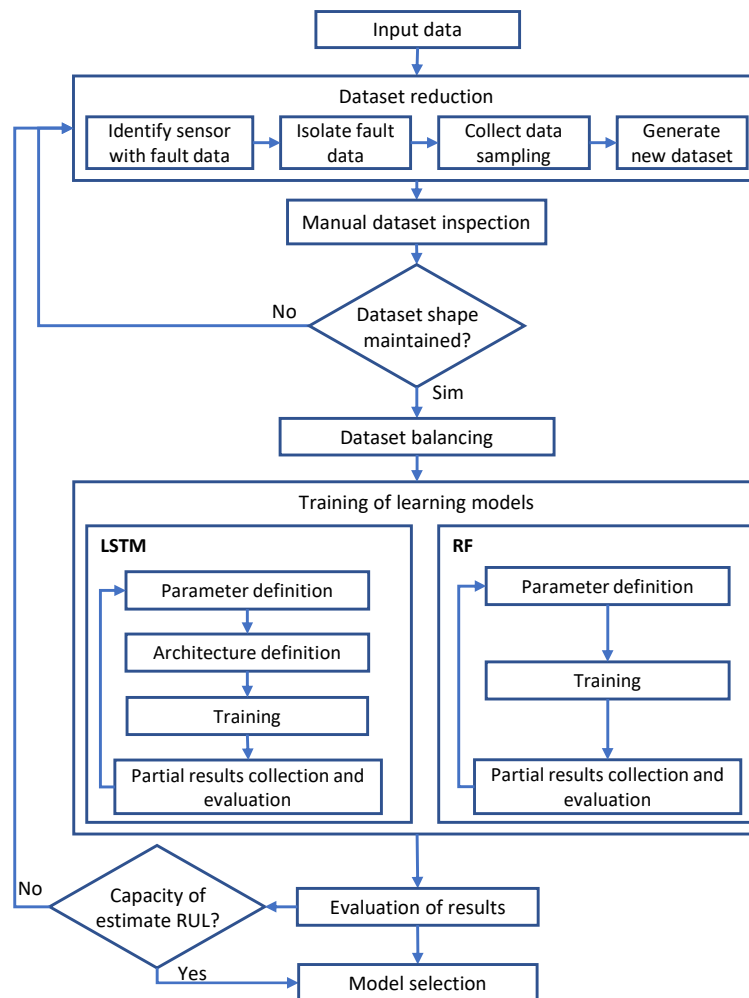 Input data
Dataset reduction
Identify sensor
with fault data
Isolate fault
data
Collect data
sampling
Generate
new dataset
Manual dataset inspection
No
Dataset shape
maintained?
Sim
Dataset balancing
Training of learning models
LSTM
Parameter definition
Architecture definition
Training
Partial results collection and
evaluation
RF
Parameter definition
Training
Partial results collection and
evaluation
No
Capacity of
estimate RUL?
Evaluation of results
Yes
Model selection